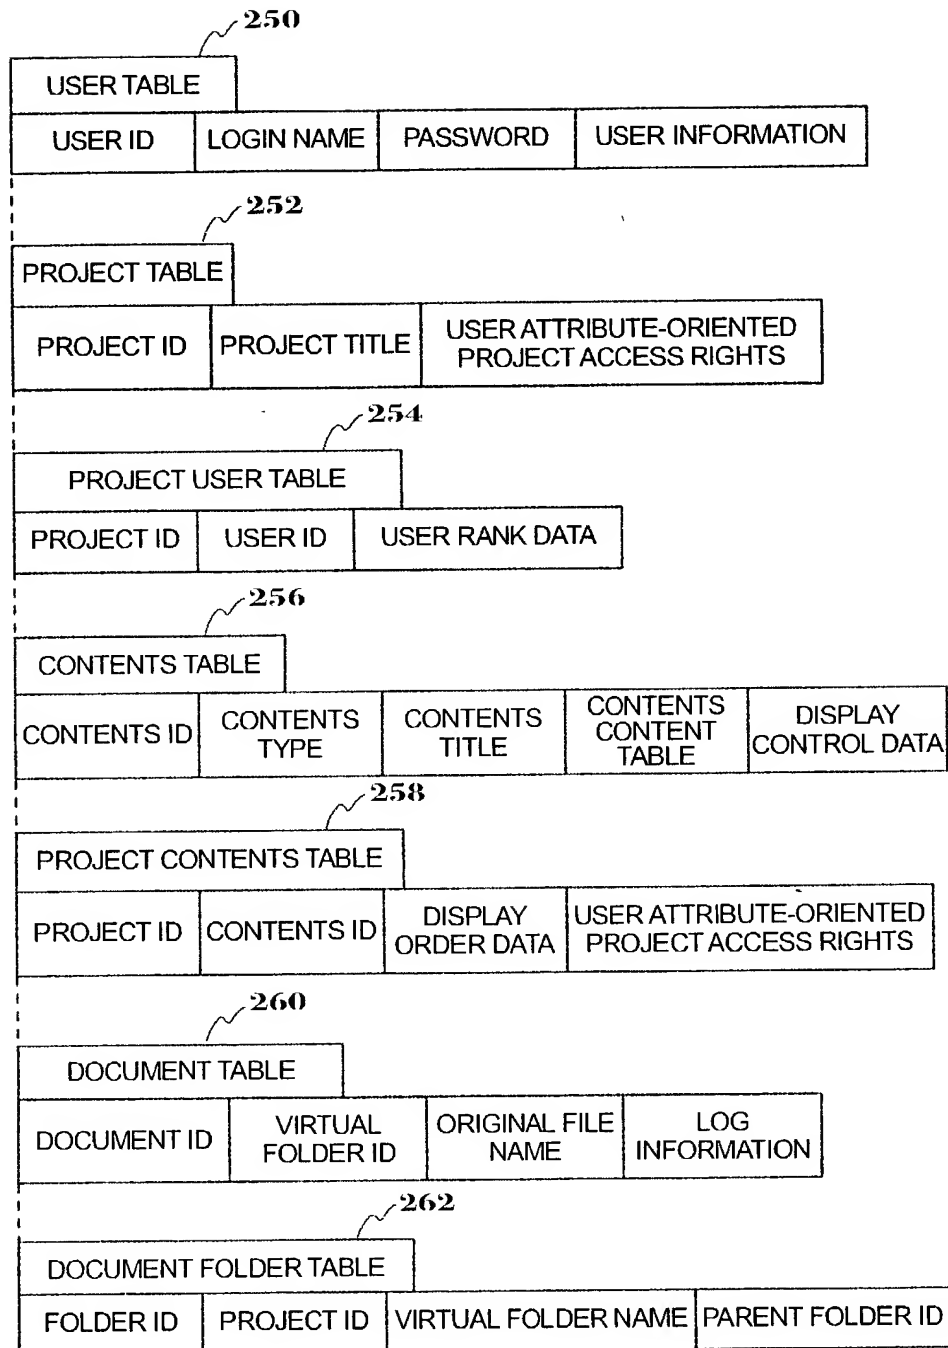 250
USER TABLE
USER ID LOGIN NAME PASSWORD USER INFORMATION
252
PROJECT TABLE
PROJECT ID PROJECT TITLE USER ATTRIBUTE-ORIENTED
PROJECT ACCESS RIGHTS
254
PROJECT USER TABLE
PROJECT ID USER ID USER RANK DATA
256
CONTENTS TABLE
CONTENTS ID CONTENTS TYPE CONTENTS TITLE CONTENTS CONTENT TABLE DISPLAY CONTROL DATA
258
PROJECT CONTENTS TABLE
PROJECT ID CONTENTS ID DISPLAY ORDER DATA USER ATTRIBUTE-ORIENTED PROJECT ACCESS RIGHTS
260
DOCUMENT TABLE
DOCUMENT ID VIRTUAL FOLDER ID ORIGINAL FILE NAME LOG INFORMATION
262
DOCUMENT FOLDER TABLE
FOLDER ID PROJECT ID VIRTUAL FOLDER NAME PARENT FOLDER ID